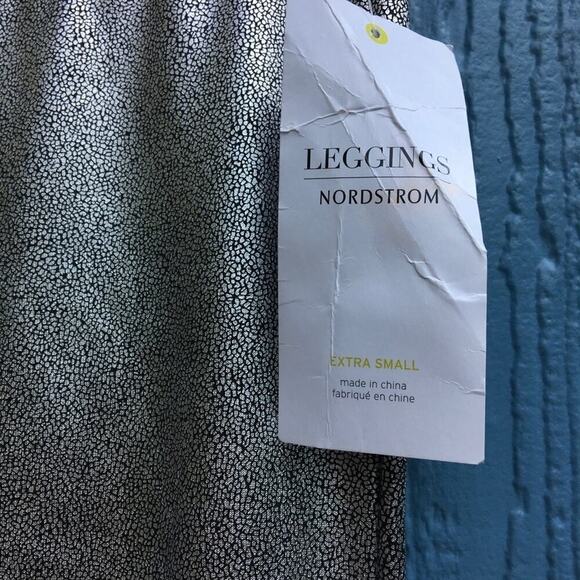 LEGGINGS
NORDSTROM
EXTRA SMALL
made in china
fabriqué en chine